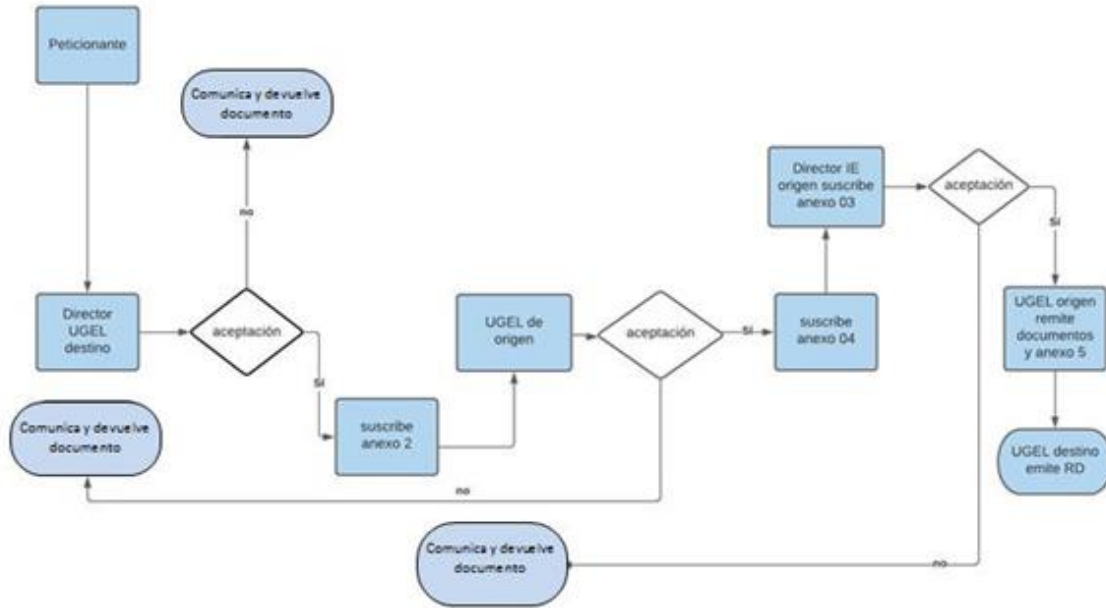 Peticionante
Comunica y devuelve
documento
no
Director
UGEL
destino
aceptación
Sí
suscribe
anexo 2
Comunica y devuelve
documento
UGEL de
origen
aceptación
no
si
suscribe
anexo 04
Director IE
origen suscribe
anexo 03
aceptación
Sí
UGEL origen
remite
documentos
y anexo 5
UGEL destino
emite RD
Comunica y devuelve
documento
no